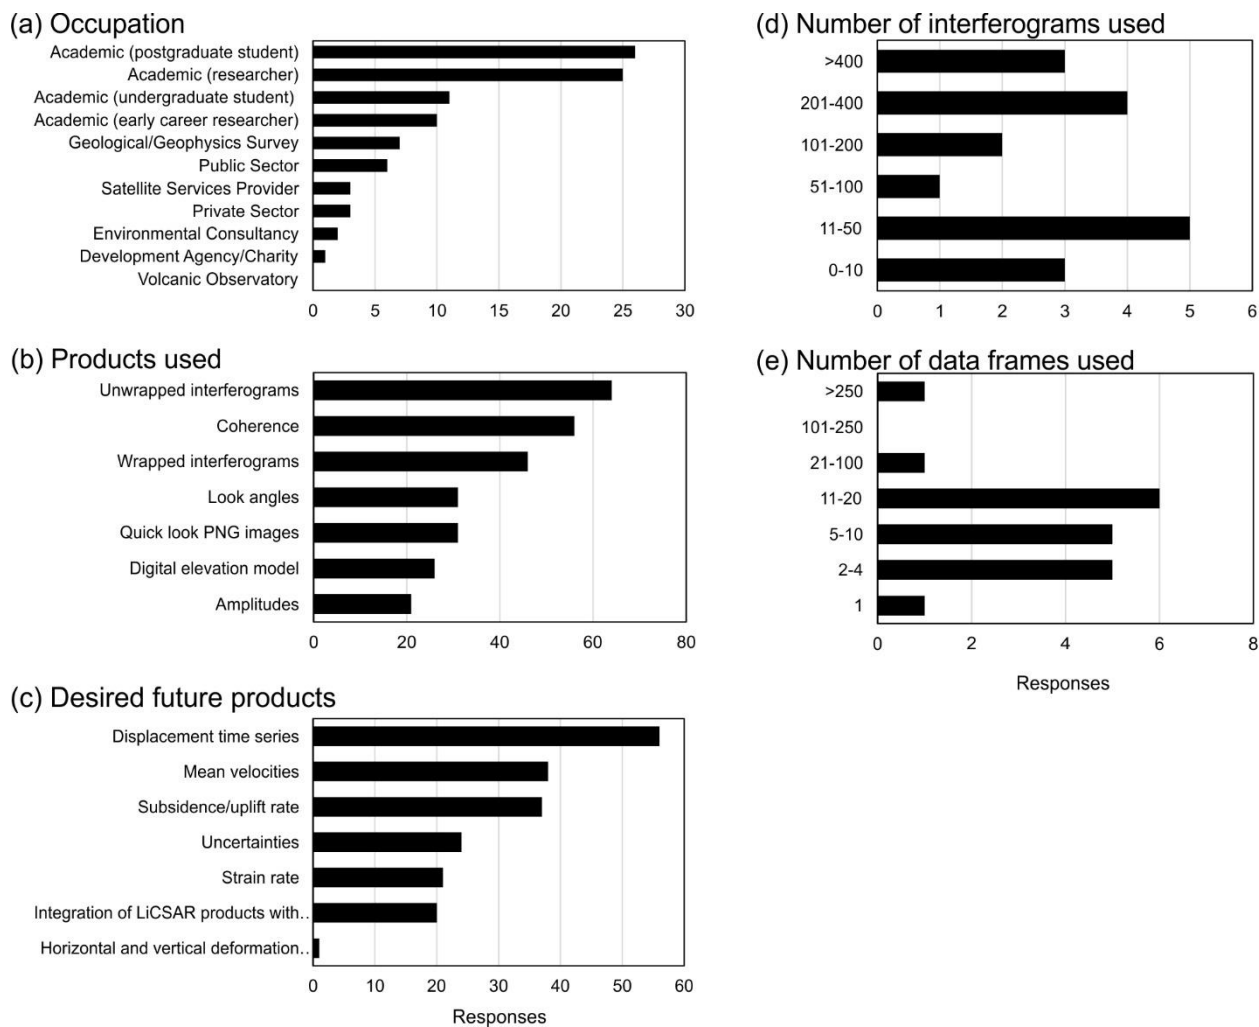 (a) Occupation
Academic (postgraduate student)
Academic (researcher)
Academic (undergraduate student)
Academic (early career researcher)
Geological/Geophysics Survey
Public Sector
Satellite Services Provider
Private Sector
Environmental Consultancy
Development Agency/Charity
Volcanic Observatory
0 5 10 15 20 25 30
(b) Products used
Unwrapped interferograms
Coherence
Wrapped interferograms
Look angles
Quick look PNG images
Digital elevation model
Amplitudes
0 20 40 60 80
(c) Desired future products
Displacement time series
Mean velocities
Subsidence/uplift rate
Uncertainties
Strain rate
Integration of LiCSAR products with..
Horizontal and vertical deformation..
0 10 20 30 40 50 60
Responses
(d) Number of interferograms used
>400
201-400
101-200
51-100
11-50
0-10
0 1 2 3 4 5 6
(e) Number of data frames used
>250
101-250
21-100
11-20
5-10
2-4
1
0 2 4 6 8
Responses